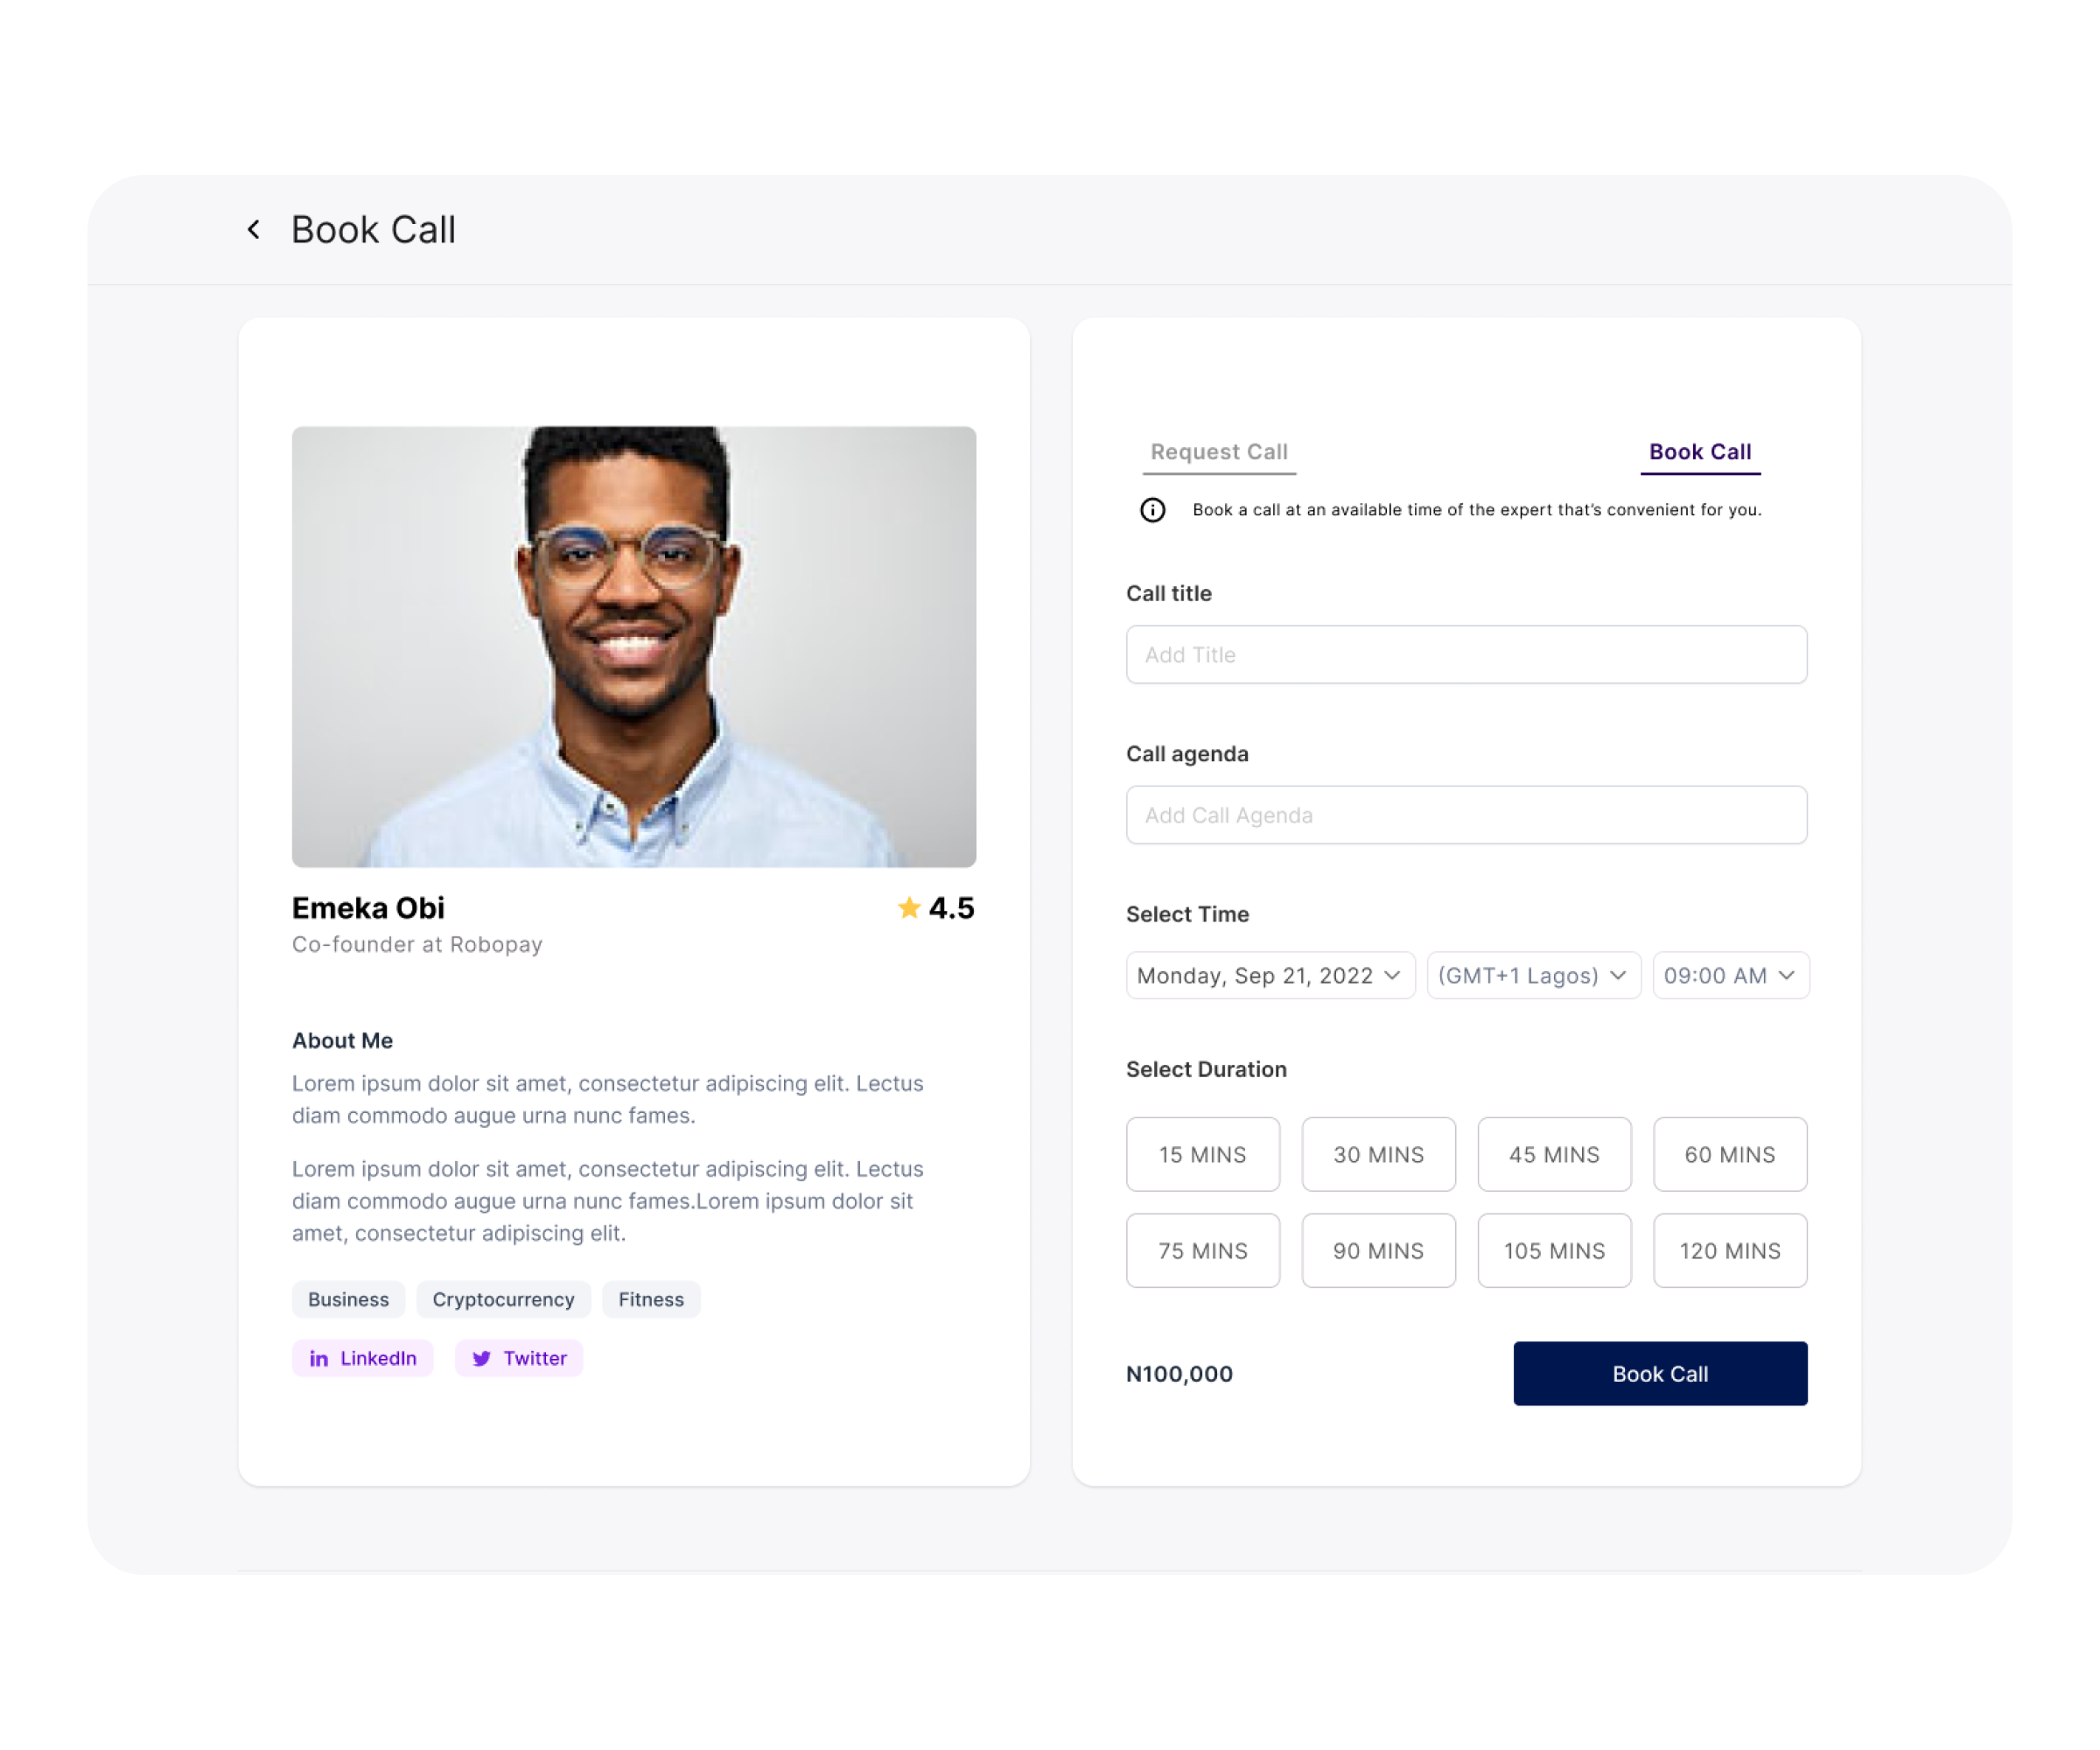 Book Call
Emeka Obi
4.5
Co-founder at Robopay
About Me
Lorem ipsum dolor sit amet, consectetur adipiscing elit. Lectus
diam commodo augue urna nunc fames.
Lorem ipsum dolor sit amet, consectetur adipiscing elit. Lectus
diam commodo augue urna nunc fames.Lorem ipsum dolor sit
amet, consectetur adipiscing elit.
Business Cryptocurrency Fitness
in LinkedIn Twitter
Request Call Book Call
Book a call at an available time of the expert that's convenient for you.
Call title
Add Title
Call agenda
Add Call Agenda
Select Time
Monday, Sep 21, 2022 (GMT+1 Lagos) 09:00 AM
Select Duration
15 MINS 30 MINS 45 MINS 60 MINS
75 MINS 90 MINS 105 MINS 120 MINS
N100,000 Book Call